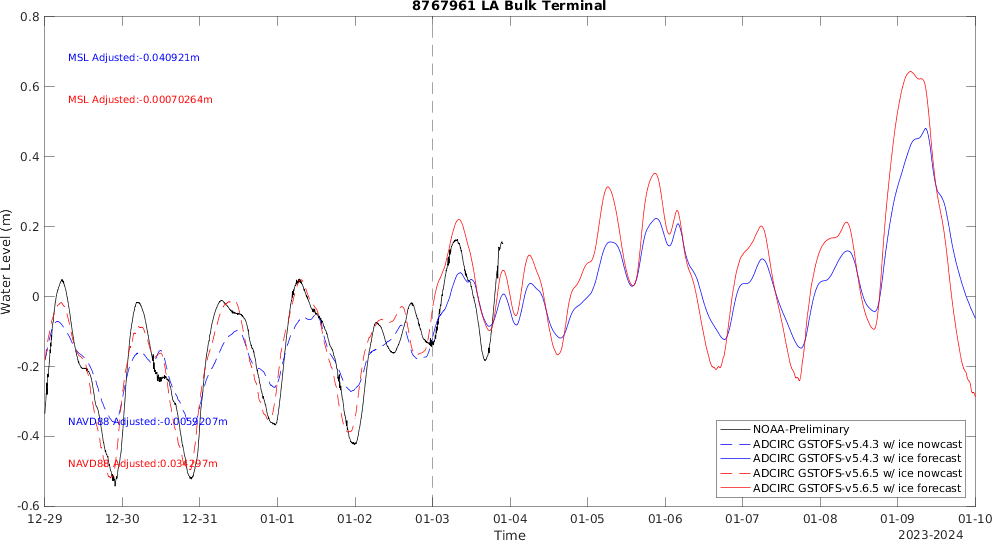 8767961 LA Bulk Terminal
0.8
MSL Adjusted:-0.040921m
0.6
MSL Adjusted:-0.00070264m
0.4
0.2
Water Level (m)
0
-0.2
-0.4
NAVD88 Adjusted:-0.0059207m
NAVD88 Adjusted:0.034297m
NOAA-Preliminary
ADCIRC GSTOFS-v5.4.3 w/ ice nowcast
ADCIRC GSTOFS-v5.4.3 w/ ice forecast
ADCIRC GSTOFS-v5.6.5 w/ ice nowcast
ADCIRC GSTOFS-v5.6.5 w/ ice forecast
-0.6
12-29 12-30 12-31 01-01 01-02 01-03 01-04 01-05 01-06 01-07 01-08 01-09 01-10
Time
2023-2024